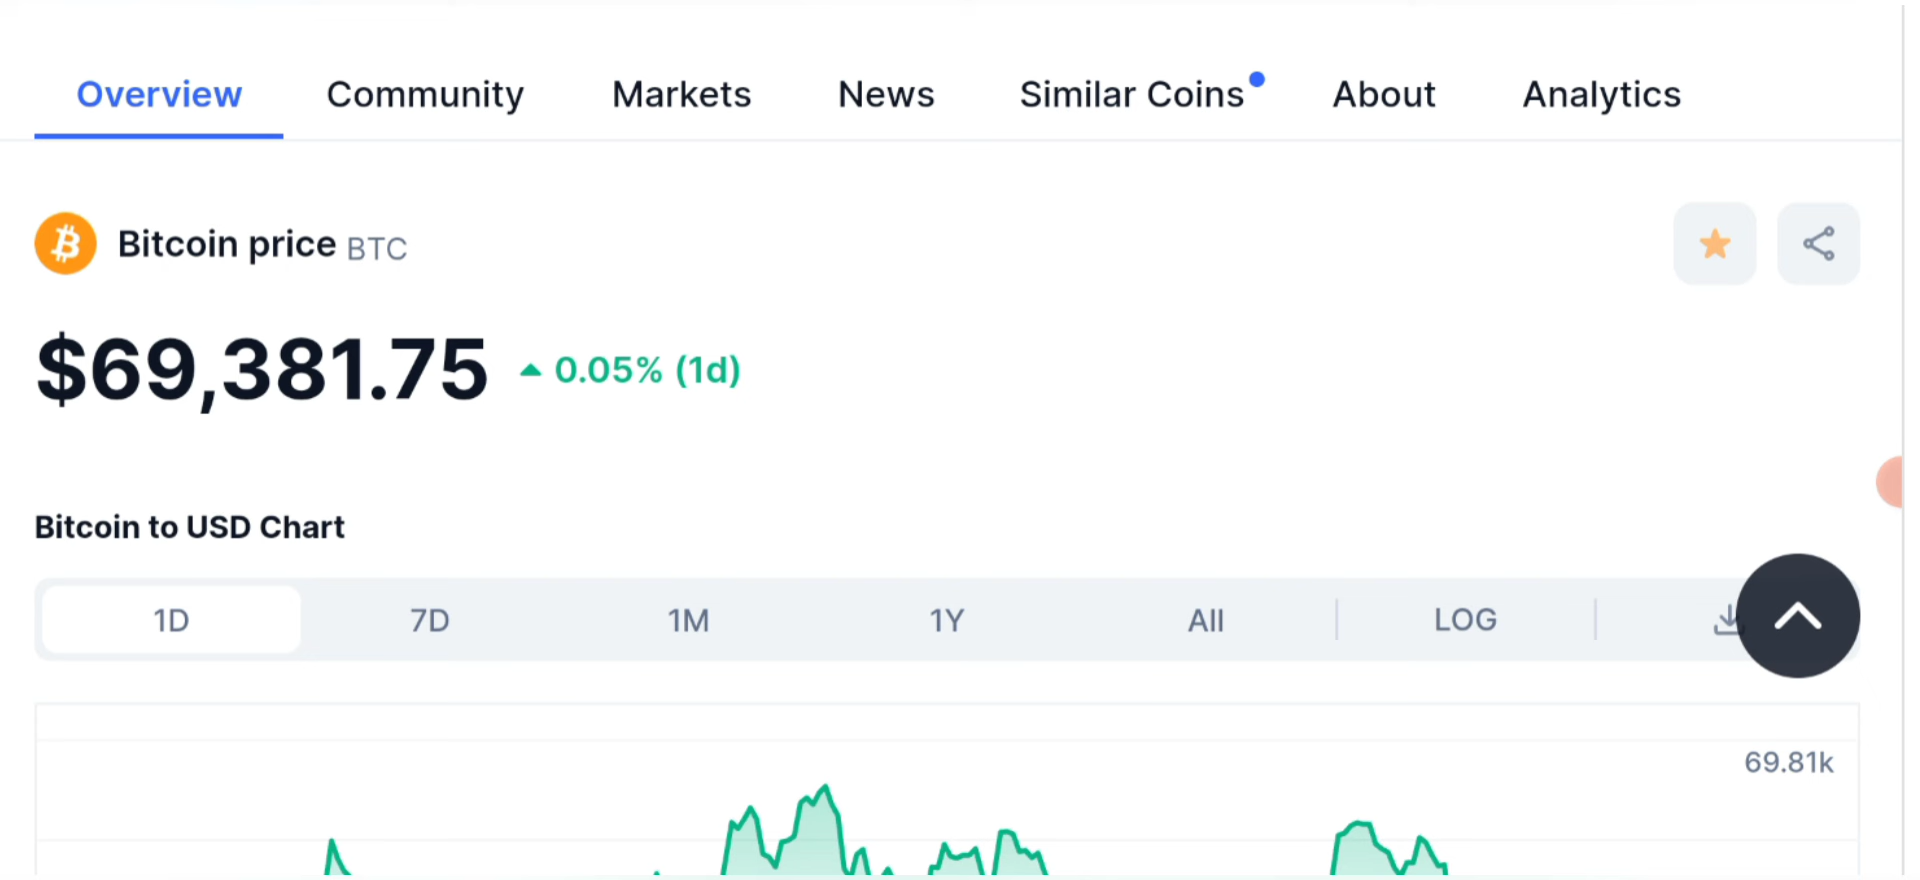 Overview Community Markets News Similar Coins About Analytics
Bitcoin price BTC
$69,381.75 0.05% (1d)
Bitcoin to USD Chart
1D 7D 1M 1Y All LOG
69.81k